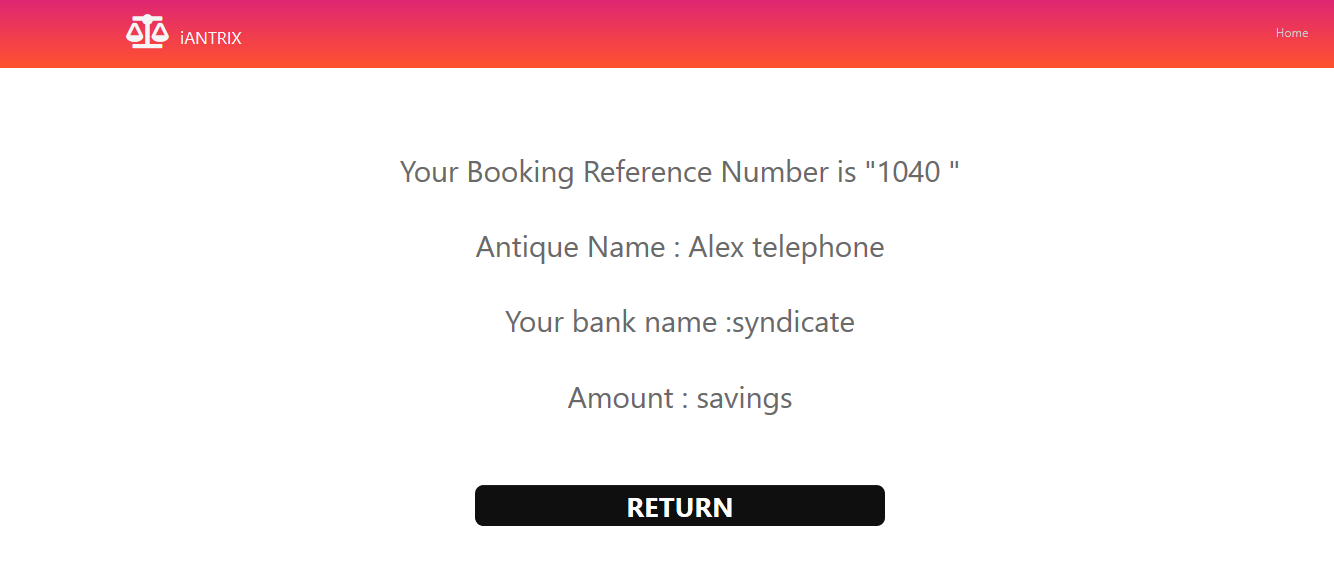 iANTRIX
Home
Your Booking Reference Number is "1040 "
Antique Name : Alex telephone
Your bank name :syndicate
Amount : savings
RETURN